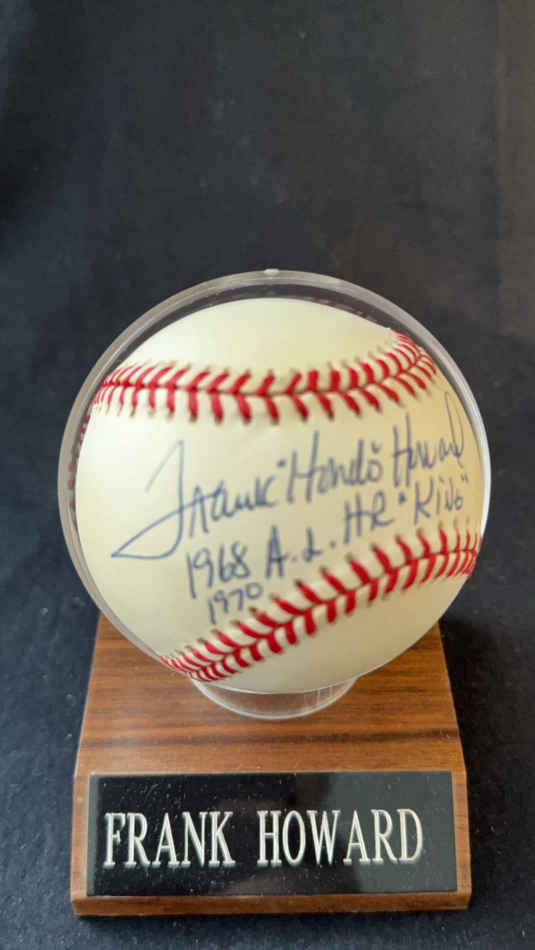 Frank "Hondo" Howard
1968 A.L. HR "King"
1970
FRANK HOWARD